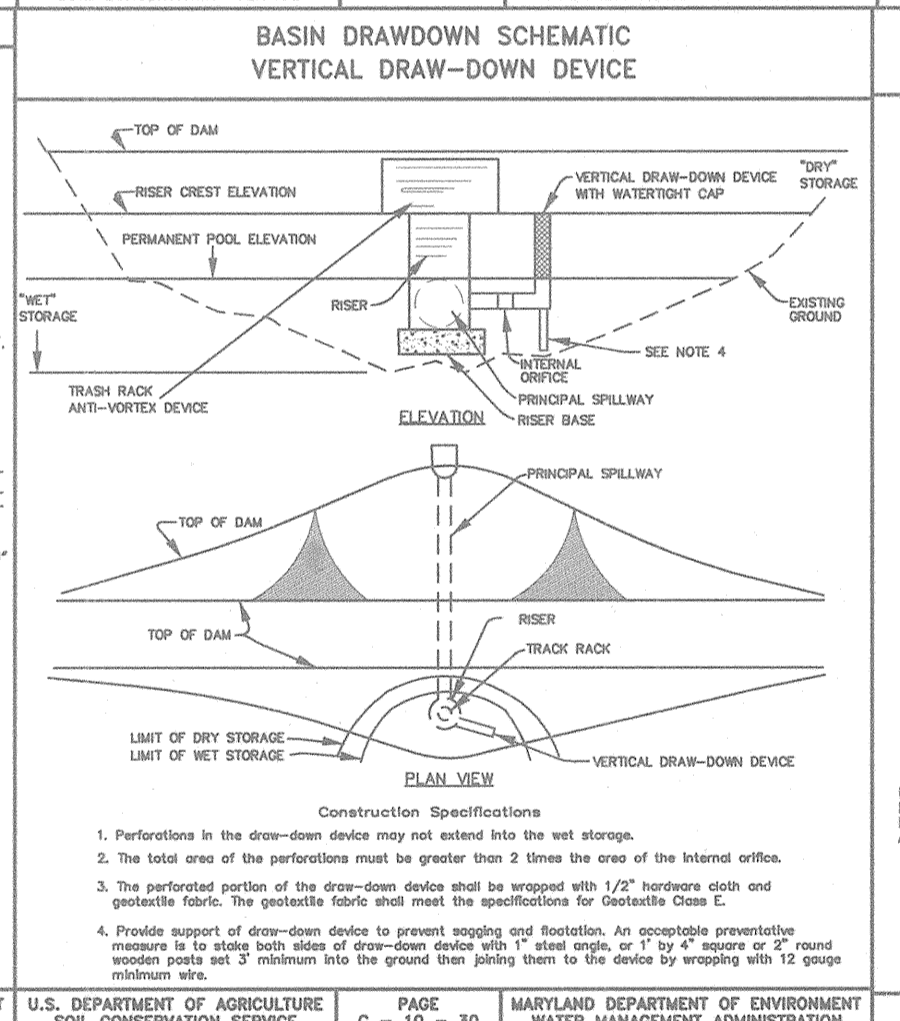 BASIN DRAWDOWN SCHEMATIC
VERTICAL DRAW-DOWN DEVICE
TOP OF DAM
RISER CREST ELEVATION
PERMANENT POOL ELEVATION
"WET"
STORAGE
VERTICAL DRAW-DOWN DEVICE
WITH WATERTIGHT CAP
"DRY"
STORAGE
RISER
EXISTING
GROUND
SEE NOTE 4
INTERNAL
ORIFICE
TRASH RACK
ANTI-VORTEX DEVICE
PRINCIPAL SPILLWAY
RISER BASE
ELEVATION
PRINCIPAL SPILLWAY
TOP OF DAM
TOP OF DAM
RISER
TRACK RACK
LIMIT OF DRY STORAGE
LIMIT OF WET STORAGE
VERTICAL DRAW-DOWN DEVICE
PLAN VIEW
Construction Specifications
1. Perforations in the draw-down device may not extend into the wet storage.
2. The total area of the perforations must be greater than 2 times the area of the internal orifice.
3. The perforated portion of the draw-down device shall be wrapped with 1/2" hardware cloth and
geotextile fabric. The geotextile fabric shall meet the specifications for Geotextile Class E.
4. Provide support of draw-down device to prevent sagging and floatation. An acceptable preventative
measure is to stake both sides of draw-down device with 1" steel angle, or 1' by 4" square or 2" round
wooden posts set 3' minimum into the ground then joining them to the device by wrapping with 12 gauge
minimum wire.
U.S. DEPARTMENT OF AGRICULTURE
SOIL CONSERVATION SERVICE
PAGE
C - 10 - 30
MARYLAND DEPARTMENT OF ENVIRONMENT
WATER MANAGEMENT ADMINISTRATION